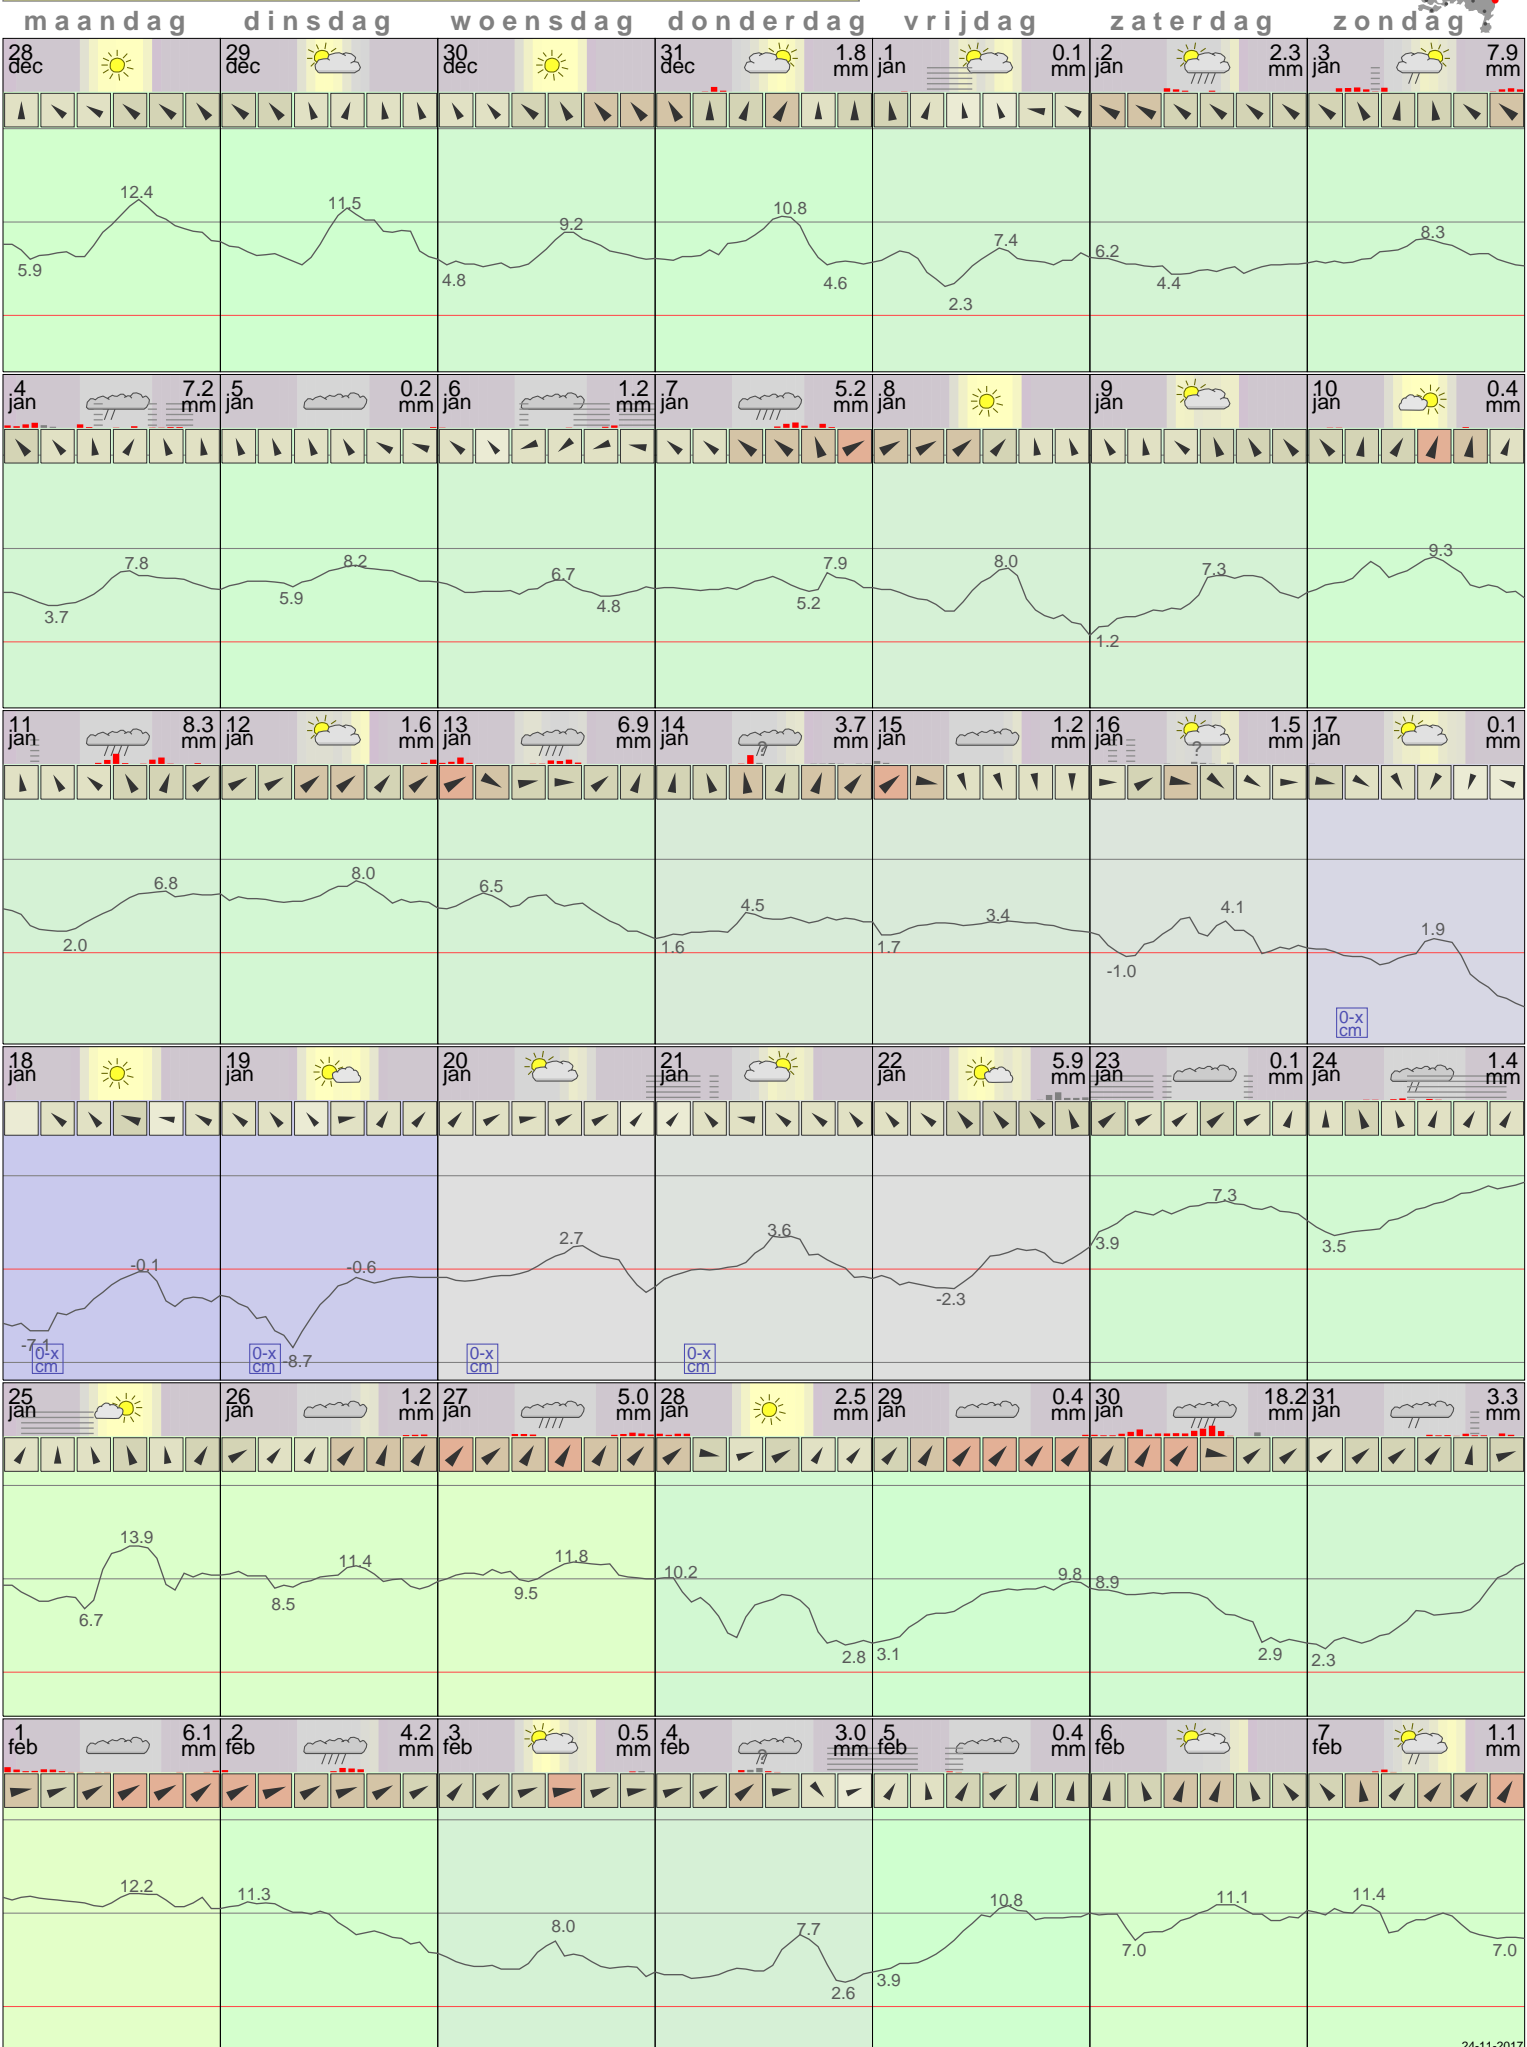 maandag dinsdag woensdag donderdag vrijdag zaterdag zondag
28 29 30 31 1.8 1 0.1 2 2.3 3 7.9
dec dec dec dec mm jan mm jan mm jan mm
12.4 11.5 9.2 10.8 7.4 6.2 8.3
5.9 4.8 4.6 2.3 4.4
4 7.2 5 0.2 6 1.2 7 5.2 8 9 10 0.4
jan mm jan mm jan mm jan mm jan jan jan mm
7.8 8.2 6.7 7.9 8.0 7.3 9.3
3.7 5.9 4.8 5.2 1.2
11 8.3 12 1.6 13 6.9 14 3.7 15 1.2 16 1.5 17 0.1
jan mm jan mm jan mm jan mm jan mm jan mm jan mm
? ?
6.8 8.0 6.5 4.5 3.4 4.1 1.9
2.0 1.6 1.7 -1.0
0-x
cm
18 19 20 21 22 5.9 23 0.1 24 1.4
jan jan jan jan jan mm jan mm jan mm
-0.1 -0.6 2.7 3.6 3.9 7.3
-7.1 -8.7 -2.3 3.5
0-x 0-x 0-x 0-x
cm cm cm cm
25 26 1.2 27 5.0 28 2.5 29 0.4 30 18.2 31 3.3
jan jan mm jan mm jan mm jan mm jan mm jan mm
13.9 11.4 11.8 10.2 9.8 8.9
6.7 8.5 9.5 2.8 3.1 2.9 2.3
1 6.1 2 4.2 3 0.5 4 3.0 5 0.4 6 7 1.1
feb mm feb mm feb mm feb mm feb mm feb feb mm
?
12.2 11.3 8.0 7.7 10.8 11.1 11.4
2.6 3.9 7.0 7.0
24-11-2017